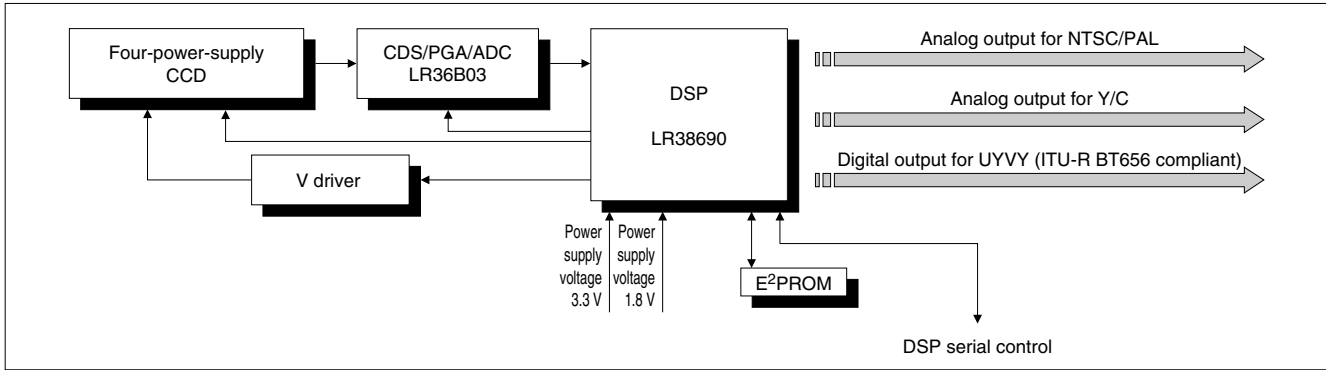 Four-power-supply
CCD
CDS/PGA/ADC
LR36B03
DSP
LR38690
V driver
Analog output for NTSC/PAL
Analog output for Y/C
Digital output for UYVY (ITU-R BT656 compliant)
Power
supply
voltage
3.3 V
Power
supply
voltage
1.8 V
E²PROM
DSP serial control